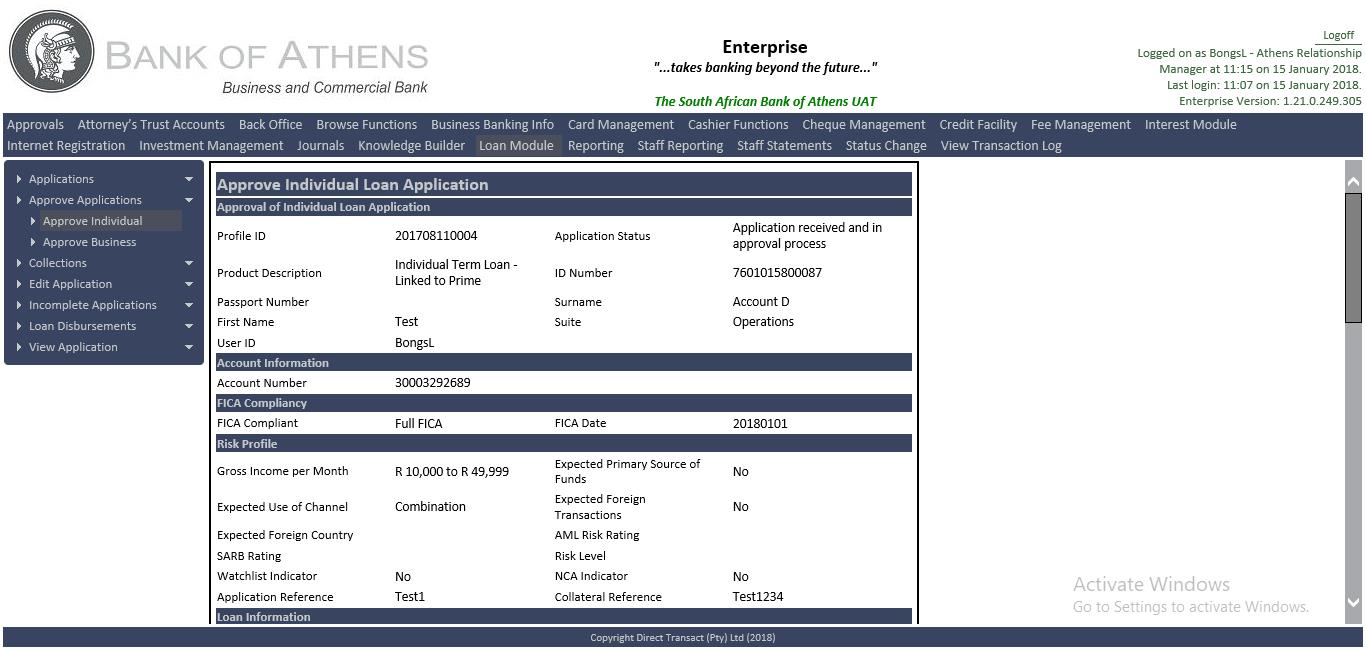 BANK OF ATHENS
Business and Commercial Bank
Enterprise
"...takes banking beyond the future..."
The South African Bank of Athens UAT
Logoff
Logged on as BongsL - Athens Relationship
Manager at 11:15 on 15 January 2018.
Last login: 11:07 on 15 January 2018.
Enterprise Version: 1.21.0.249.305
Approvals Attorney's Trust Accounts Back Office Browse Functions Business Banking Info Card Management Cashier Functions Cheque Management Credit Facility Fee Management Interest Module
Internet Registration Investment Management Journals Knowledge Builder Loan Module Reporting Staff Reporting Staff Statements Status Change View Transaction Log
Applications
Approve Applications
Approve Individual
Approve Business
Collections
Edit Application
Incomplete Applications
Loan Disbursements
View Application
Approve Individual Loan Application
Approval of Individual Loan Application
Profile ID 201708110004 Application Status Application received and in
approval process
Product Description Individual Term Loan -
Linked to Prime ID Number 7601015800087
Passport Number Surname Account D
First Name Test Suite Operations
User ID BongsL
Account Information
Account Number 30003292689
FICA Compliancy
FICA Compliant Full FICA FICA Date 20180101
Risk Profile
Gross Income per Month R 10,000 to R 49,999 Expected Primary Source of
Funds No
Expected Use of Channel Combination Expected Foreign
Transactions No
Expected Foreign Country AML Risk Rating
SARB Rating Risk Level
Watchlist Indicator No NCA Indicator No
Application Reference Test1 Collateral Reference Test1234
Loan Information
Activate Windows
Go to Settings to activate Windows.
Copyright Direct Transact (Pty) Ltd (2018)